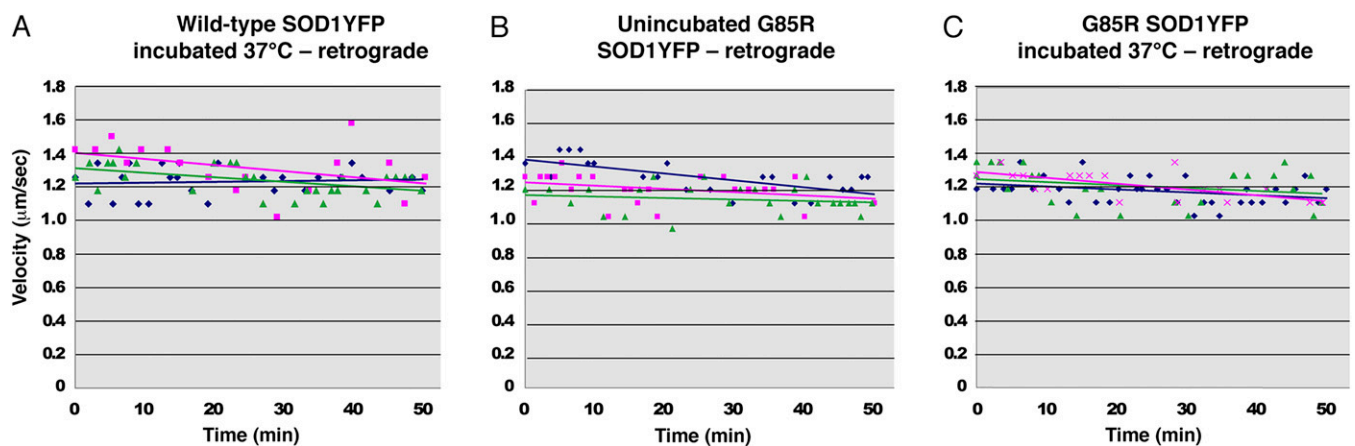 A
Wild-type SOD1YFP
incubated 37°C – retrograde
Velocity (μm/sec)
1.8
1.6
1.4
1.2
1.0
0.8
0.6
0.4
0.2
0
0 10 20 30 40 50
Time (min)
B
Unincubated G85R
SOD1YFP – retrograde
1.8
1.6
1.4
1.2
1.0
0.8
0.6
0.4
0.2
0
0 10 20 30 40 50
Time (min)
C
G85R SOD1YFP
incubated 37°C – retrograde
1.8
1.6
1.4
1.2
1.0
0.8
0.6
0.4
0.2
0
0 10 20 30 40 50
Time (min)